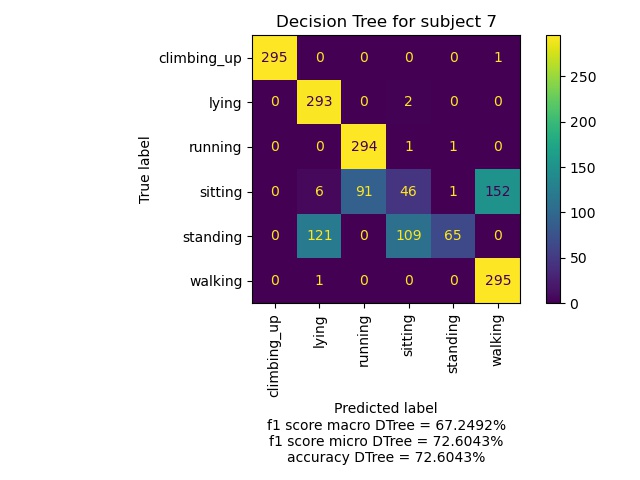 Decision Tree for subject 7
climbing_up 295 0 0 0 0 1
lying 0 293 0 2 0 0
running 0 0 294 1 1 0
sitting 0 6 91 46 1 152
standing 0 121 0 109 65 0
walking 0 1 0 0 0 295
True label
climbing_up
lying
running
sitting
standing
walking
Predicted label
f1 score macro DTree = 67.2492%
f1 score micro DTree = 72.6043%
accuracy DTree = 72.6043%
250
200
150
100
50
0